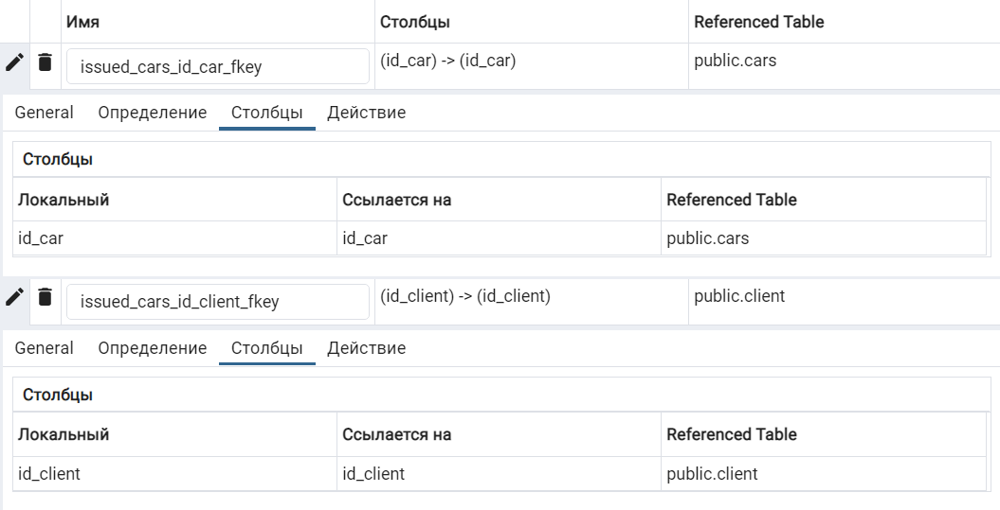 Имя Столбцы Referenced Table
issued_cars_id_car_fkey (id_car) -> (id_car) public.cars
General Определение Столбцы Действие
Столбцы
Локальный Ссылается на Referenced Table
id_car id_car public.cars
issued_cars_id_client_fkey (id_client) -> (id_client) public.client
General Определение Столбцы Действие
Столбцы
Локальный Ссылается на Referenced Table
id_client id_client public.client